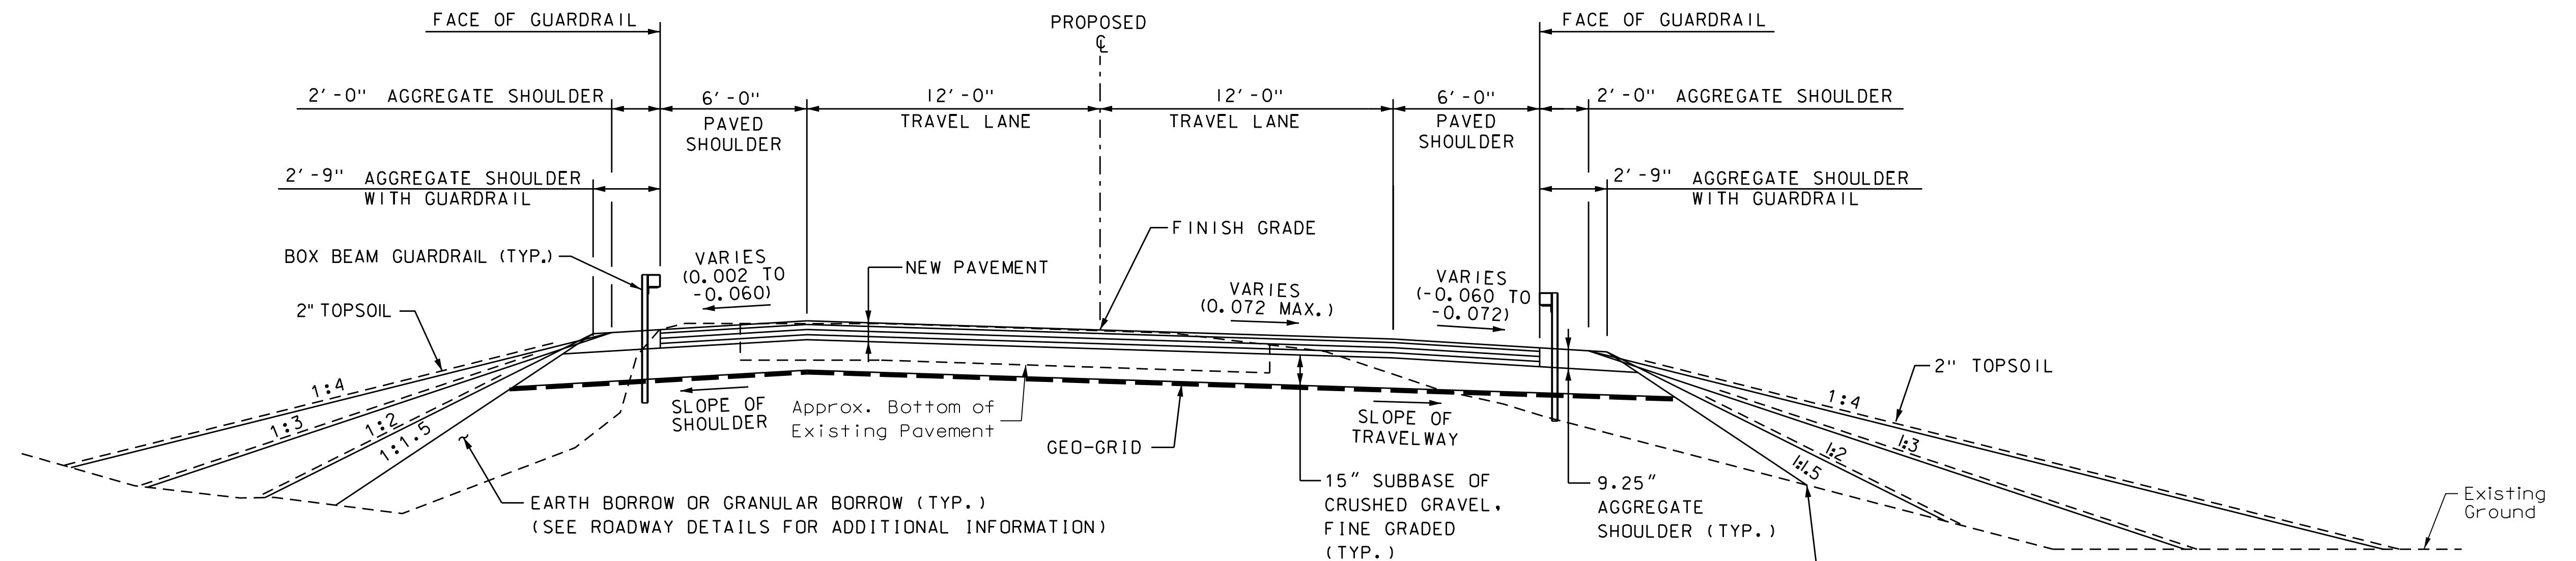 FACE OF GUARDRAIL
PROPOSED
℄
FACE OF GUARDRAIL
2'-0" AGGREGATE SHOULDER
6'-0"
PAVED
SHOULDER
12'-0"
TRAVEL LANE
12'-0"
TRAVEL LANE
6'-0"
PAVED
SHOULDER
2'-0" AGGREGATE SHOULDER
2'-9" AGGREGATE SHOULDER
WITH GUARDRAIL
2'-9" AGGREGATE SHOULDER
WITH GUARDRAIL
BOX BEAM GUARDRAIL (TYP.)
VARIES
(0.002 TO
-0.060)
NEW PAVEMENT
FINISH GRADE
VARIES
(0.072 MAX.)
VARIES
(-0.060 TO
-0.072)
2" TOPSOIL
2" TOPSOIL
1:4
1:3
1:2
1:1.5
SLOPE OF
SHOULDER
Approx. Bottom of
Existing Pavement
GEO-GRID
SLOPE OF
TRAVELWAY
1:4
1:3
1:2
1:1.5
EARTH BORROW OR GRANULAR BORROW (TYP.)
(SEE ROADWAY DETAILS FOR ADDITIONAL INFORMATION)
15" SUBBASE OF
CRUSHED GRAVEL,
FINE GRADED
(TYP.)
9.25"
AGGREGATE
SHOULDER (TYP.)
Existing
Ground